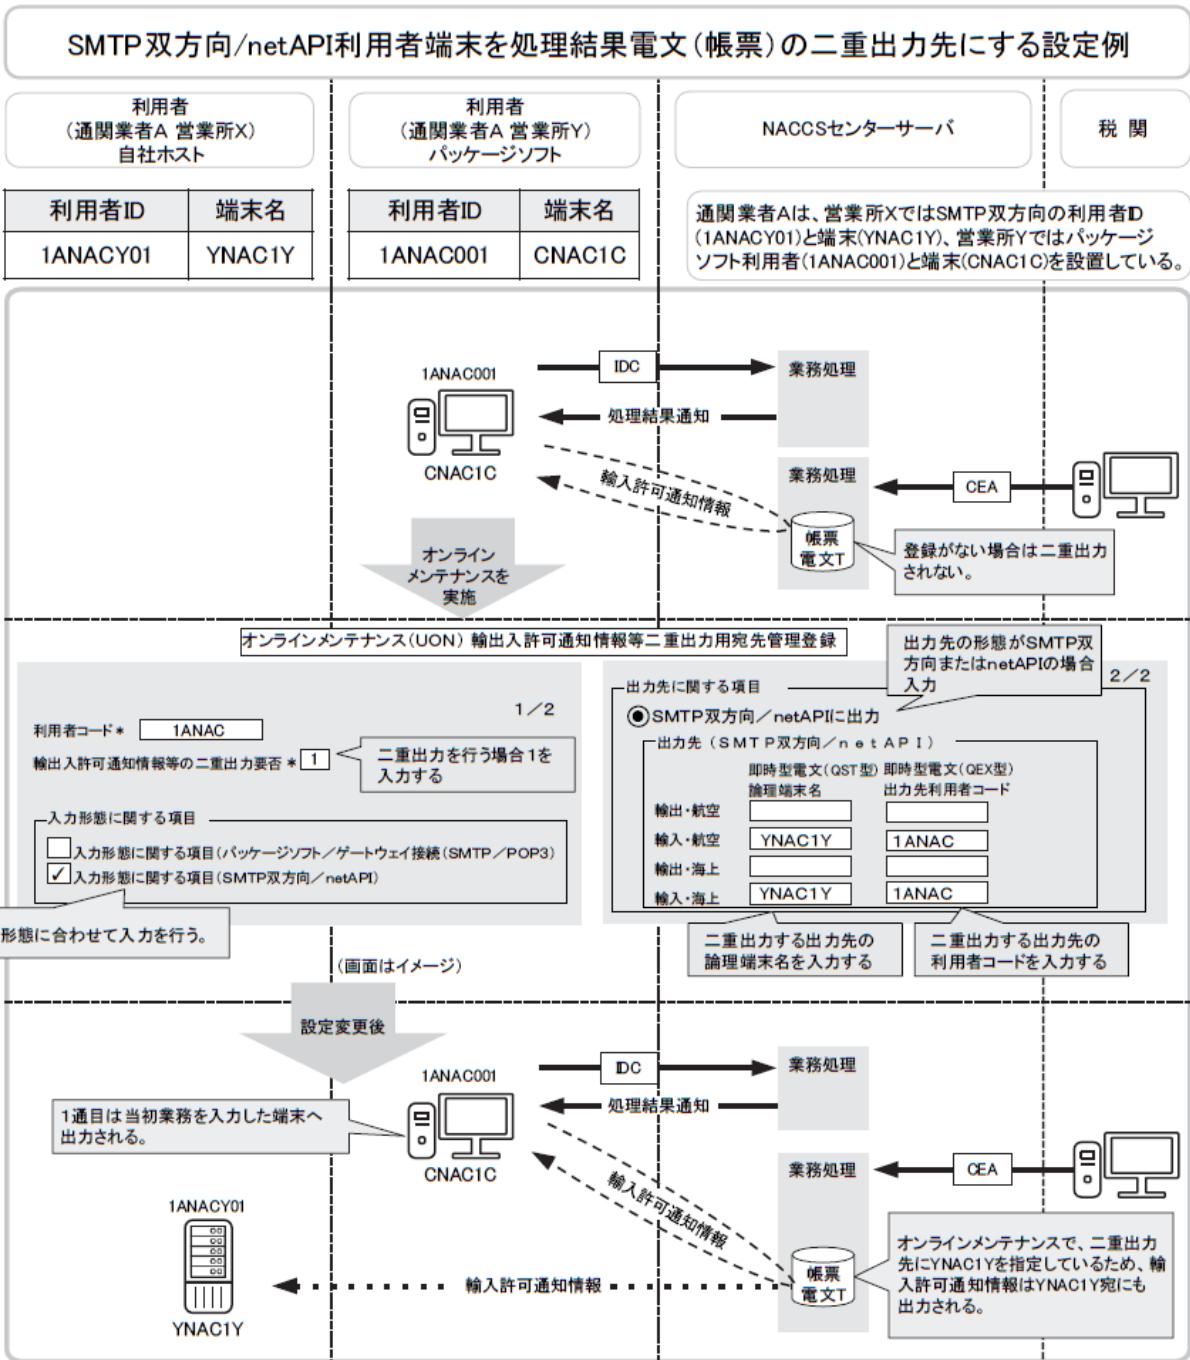 SMTP双方向/netAPI利用者端末を処理結果電文(帳票)の二重出力先にする設定例
利用者
(通関業者A 営業所X)
自社ホスト
利用者
(通関業者A 営業所Y)
パッケージソフト
NACCSセンターサーバ
税 関
利用者ID 端末名
1ANACY01 YNAC1Y
利用者ID 端末名
1ANAC001 CNAC1C
通関業者Aは、営業所XではSMTP双方向の利用者ID
(1ANACY01)と端末(YNAC1Y)、営業所Yではパッケージ
ソフト利用者(1ANAC001)と端末(CNAC1C)を設置している。
1ANAC001
CNAC1C
IDC
処理結果通知
業務処理
輸入許可通知情報
業務処理
CEA
帳票
電文T
登録がない場合は二重出力
されない。
オンライン
メンテナンスを
実施
オンラインメンテナンス(UON) 輸出入許可通知情報等二重出力用宛先管理登録
1/2
利用者コード* 1ANAC
輸出入許可通知情報等の二重出力要否* 1
二重出力を行う場合1を
入力する
入力形態に関する項目
入力形態に関する項目(パッケージソフト/ゲートウェイ接続(SMTP/POP3)
✓入力形態に関する項目(SMTP双方向/netAPI)
形態に合わせて入力を行う。
出力先の形態がSMTP双
方向またはnetAPIの場合
入力
2/2
出力先に関する項目
SMTP双方向/netAPIに出力
出力先(SMTP双方向/netAPI)
即時型電文(QST型) 即時型電文(QEX型)
論理端末名 出力先利用者コード
輸出・航空
輸入・航空 YNAC1Y 1ANAC
輸出・海上
輸入・海上 YNAC1Y 1ANAC
二重出力する出力先の
論理端末名を入力する
二重出力する出力先の
利用者コードを入力する
(画面はイメージ)
設定変更後
1通目は当初業務を入力した端末へ
出力される。
1ANAC001
CNAC1C
IDC
処理結果通知
業務処理
輸入許可通知情報
業務処理
CEA
帳票
電文T
オンラインメンテナンスで、二重出力
先にYNAC1Yを指定しているため、輸
入許可通知情報はYNAC1Y宛にも
出力される。
1ANACY01
YNAC1Y
輸入許可通知情報